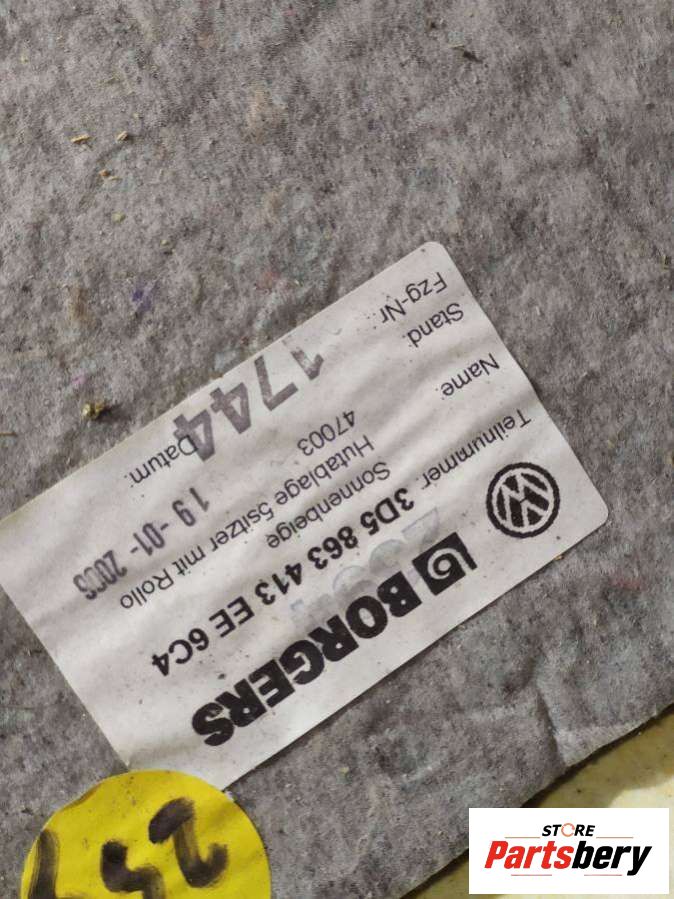 BORGERS
Teilnummer: 3D5 863 413 EE 6C4
Sonnenbeige
Name: Hutablage 5sitzer mit Rollo
Stand: 47003
Fzg-Nr 1744 Datum: 19-01-2006
STORE
Partsbery